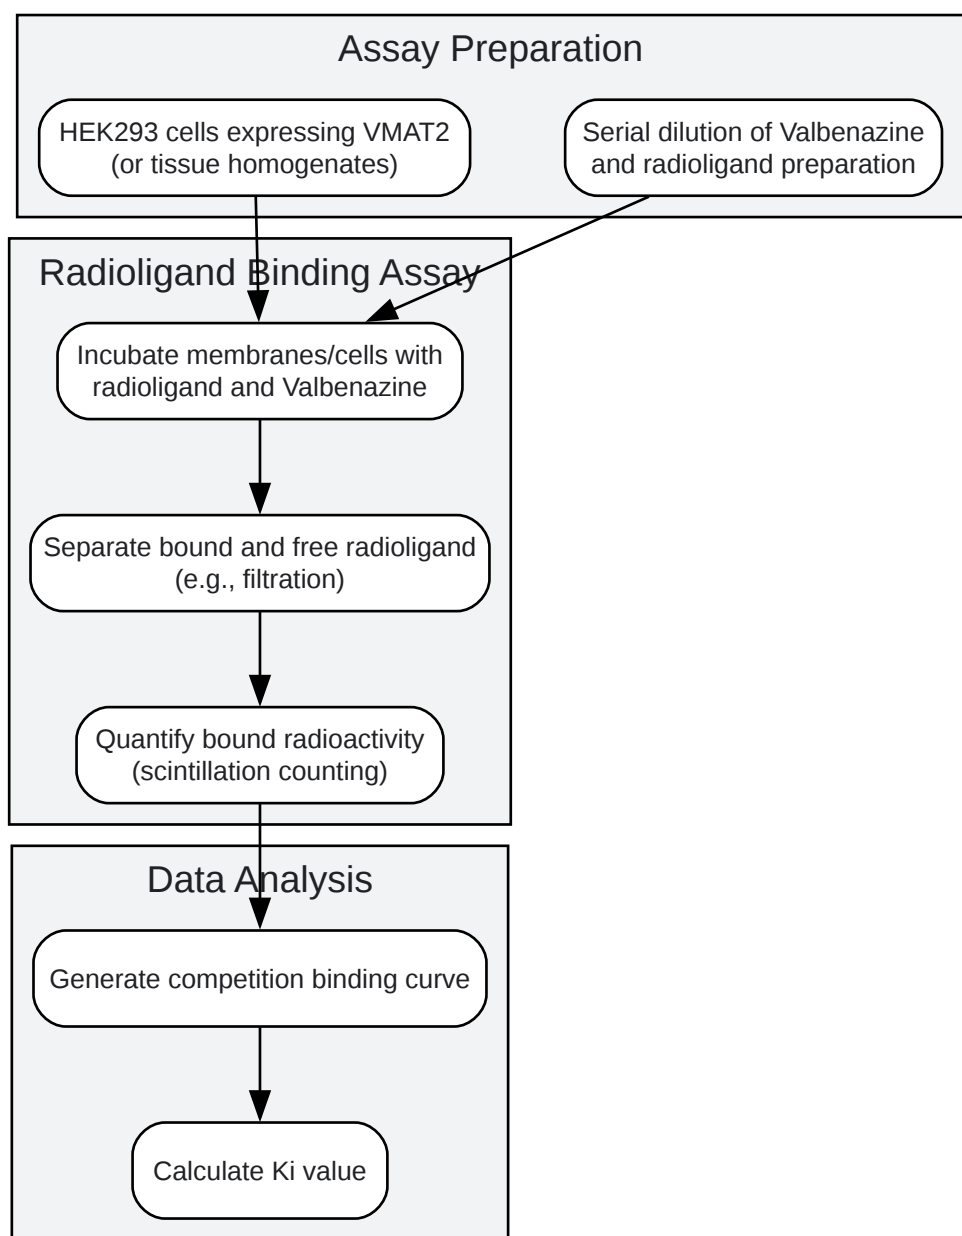 Assay Preparation
HEK293 cells expressing VMAT2
(or tissue homogenates)
Serial dilution of Valbenazine
and radioligand preparation
Radioligand Binding Assay
Incubate membranes/cells with
radioligand and Valbenazine
Separate bound and free radioligand
(e.g., filtration)
Quantify bound radioactivity
(scintillation counting)
Data Analysis
Generate competition binding curve
Calculate Ki value